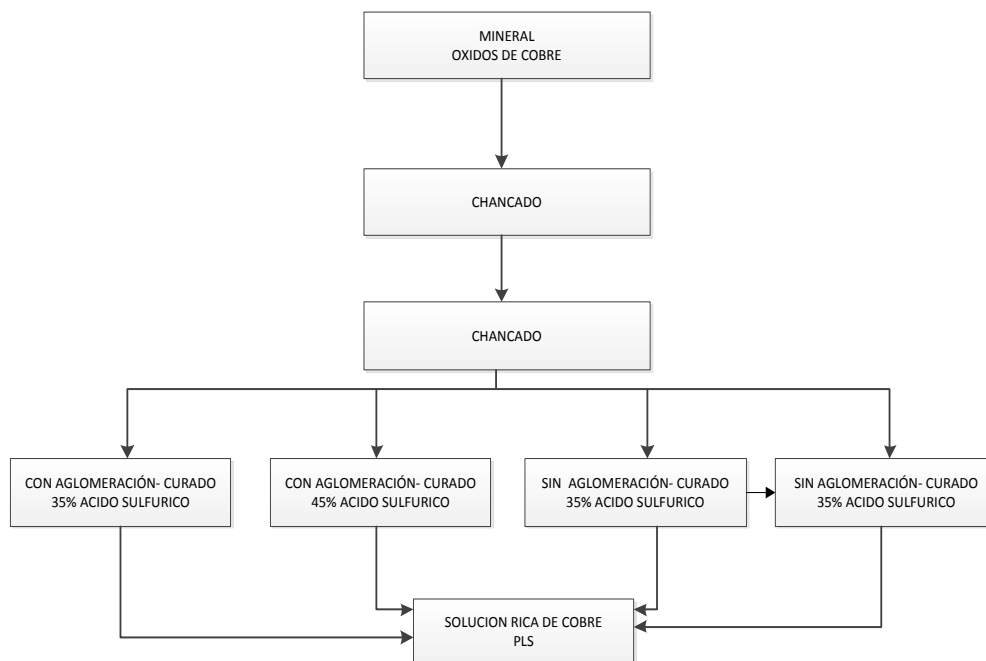 MINERAL
OXIDOS DE COBRE
CHANCADO
CHANCADO
CON AGLOMERACIÓN- CURADO
35% ACIDO SULFURICO
CON AGLOMERACIÓN- CURADO
45% ACIDO SULFURICO
SIN AGLOMERACIÓN- CURADO
35% ACIDO SULFURICO
SIN AGLOMERACIÓN- CURADO
35% ACIDO SULFURICO
SOLUCION RICA DE COBRE
PLS